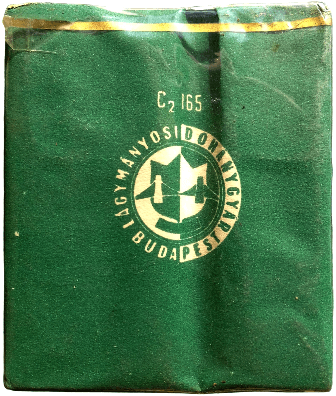 C2 165
LÁGYMÁNYOSI DOHÁNYGYÁR
BUDAPEST